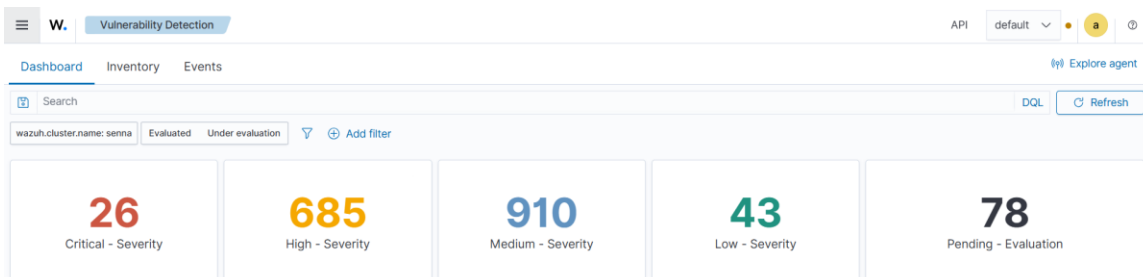 W. Vulnerability Detection API default a
Dashboard Inventory Events Explore agent
Search DQL Refresh
wazuh.cluster.name: senna Evaluated Under evaluation Add filter
26 685 910 43 78
Critical - Severity High - Severity Medium - Severity Low - Severity Pending - Evaluation